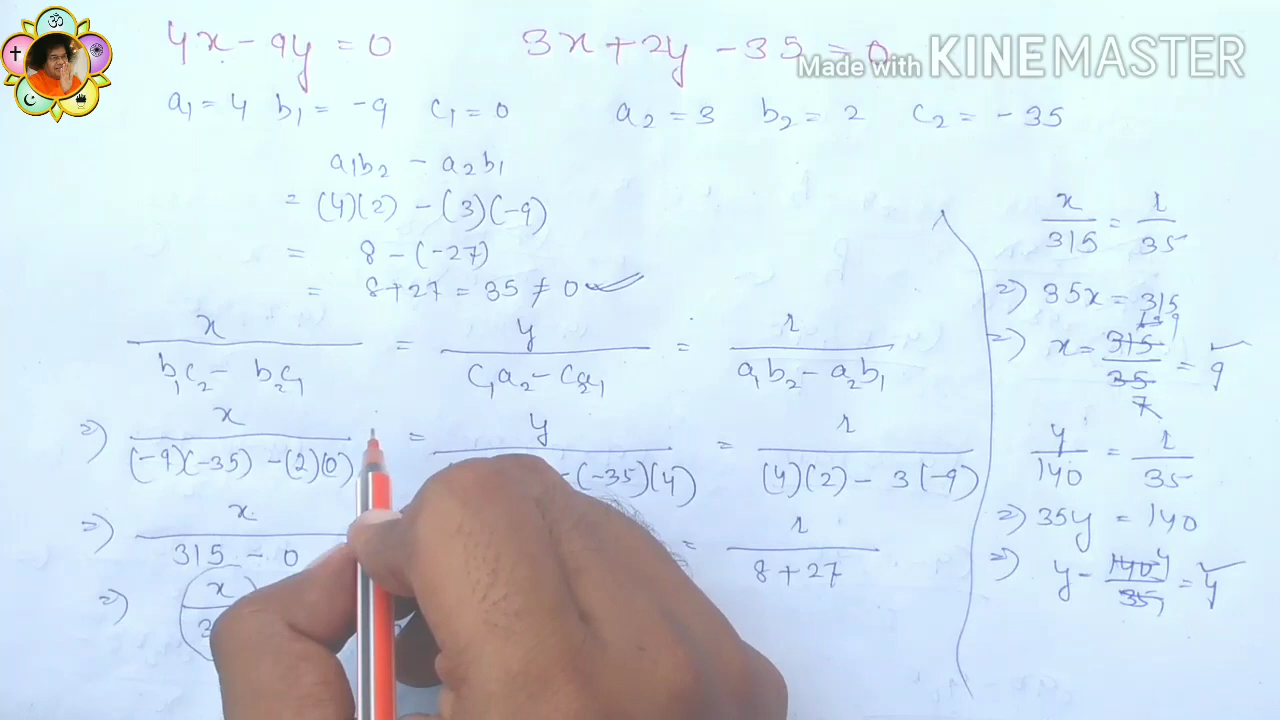 4x - 9y = 0 3x + 2y - 35 = 0
Made with KINEMASTER
a1 = 4 b1 = -9 c1 = 0 a2 = 3 b2 = 2 c2 = -35
a1b2 - a2b1
= (4)(2) - (3)(-9)
= 8 - (-27)
= 8+27 = 35 ≠ 0 ✓
x/(b1c2 - b2c1) = y/(c1a2 - c2a1) = 1/(a1b2 - a2b1)
⇒) x/((-9)(-35) - (2)(0)) = y/(-(-35)(4)) = 1/((4)(2) - 3(-9))
⇒) x/(315 - 0) = 1/(8+27)
⇒) x/3
x/315 = 1/35
⇒) 35x = 315
⇒) x = 315/35 = 9
y/140 = 1/35
⇒) 35y = 140
⇒) y = 140/35 = 4